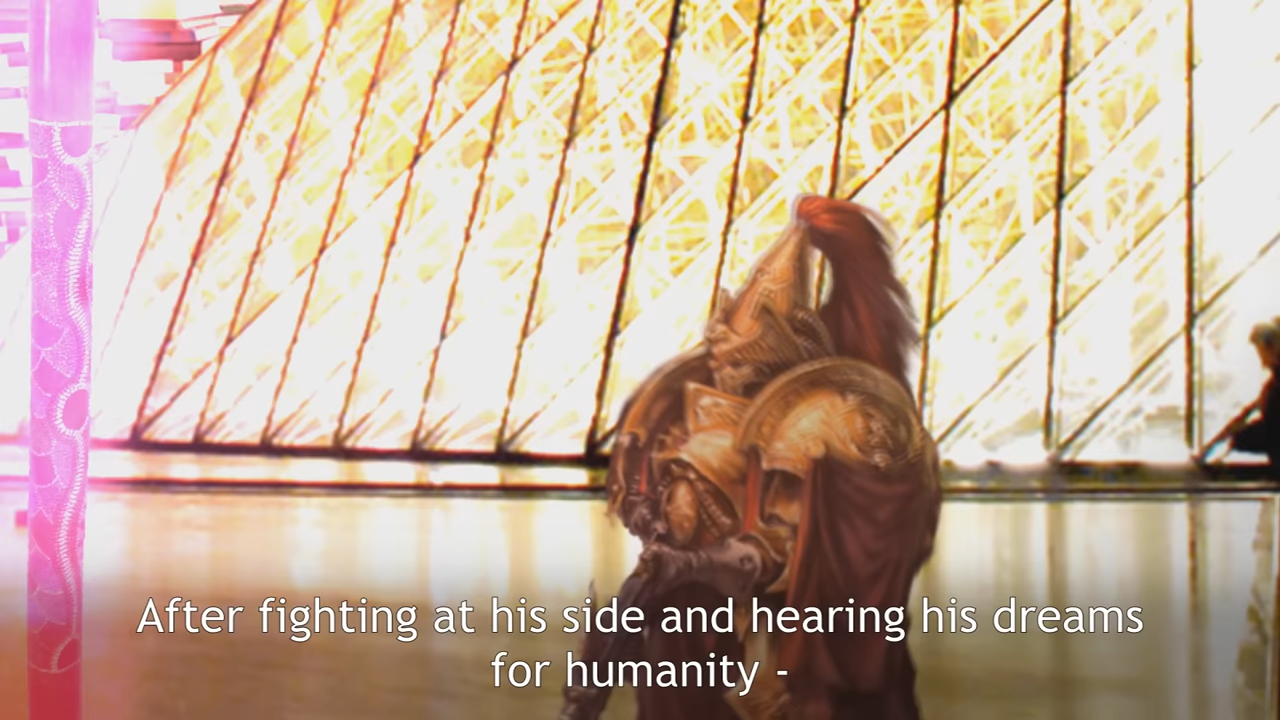 After fighting at his side and hearing his dreams
for humanity -